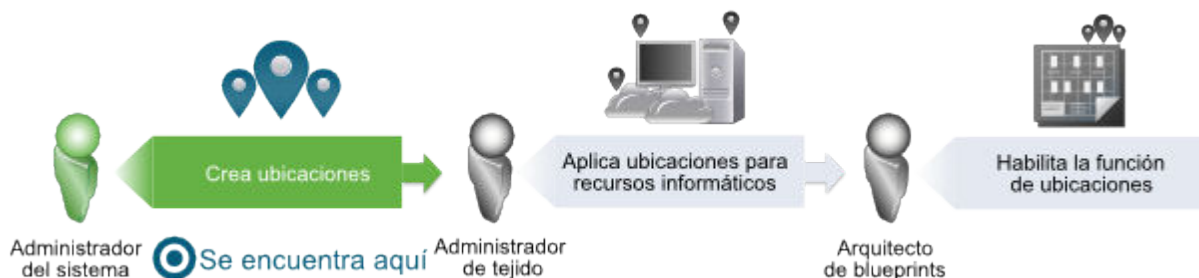 Crea ubicaciones
Aplica ubicaciones para
recursos informáticos
Habilita la función
de ubicaciones
Administrador
del sistema
Se encuentra aquí
Administrador
de tejido
Arquitecto
de blueprints